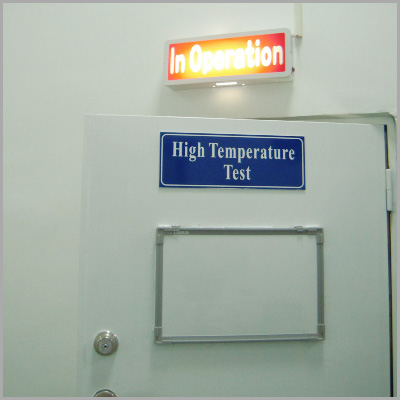 In Operation
High Temperature
Test